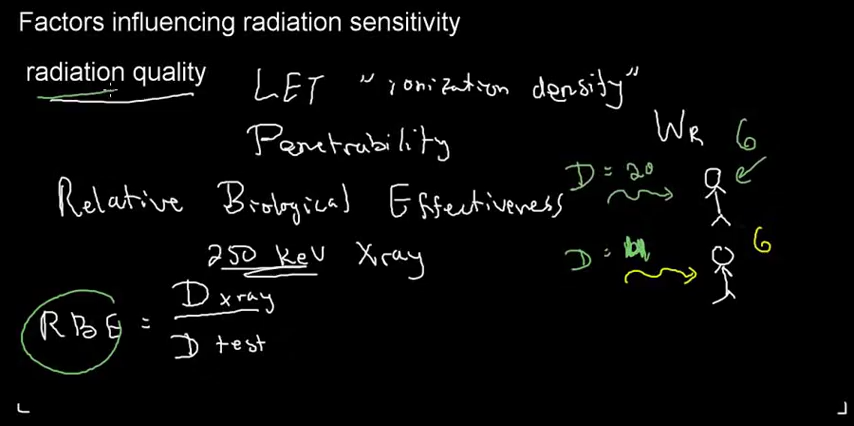 Factors influencing radiation sensitivity
radiation quality
LET "ionization density"
Penetrability
WR 6
D = 20
Relative Biological Effectiveness
250 keV Xray
D = 6
RBE = D xray
D test